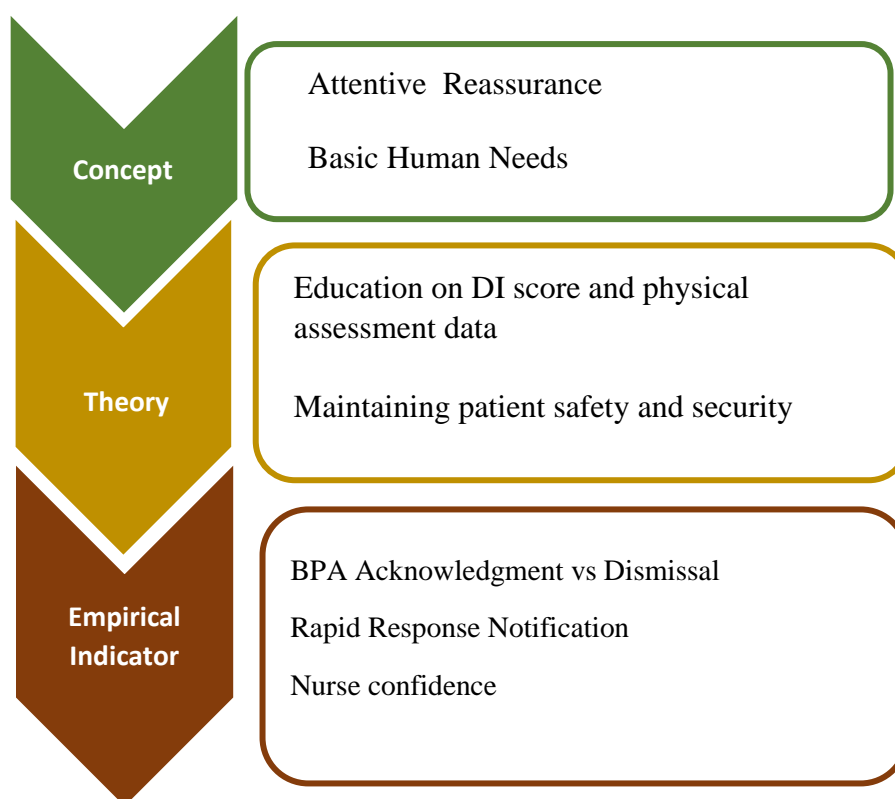 Concept
Attentive Reassurance
Basic Human Needs
Theory
Education on DI score and physical
assessment data
Maintaining patient safety and security
Empirical
Indicator
BPA Acknowledgment vs Dismissal
Rapid Response Notification
Nurse confidence